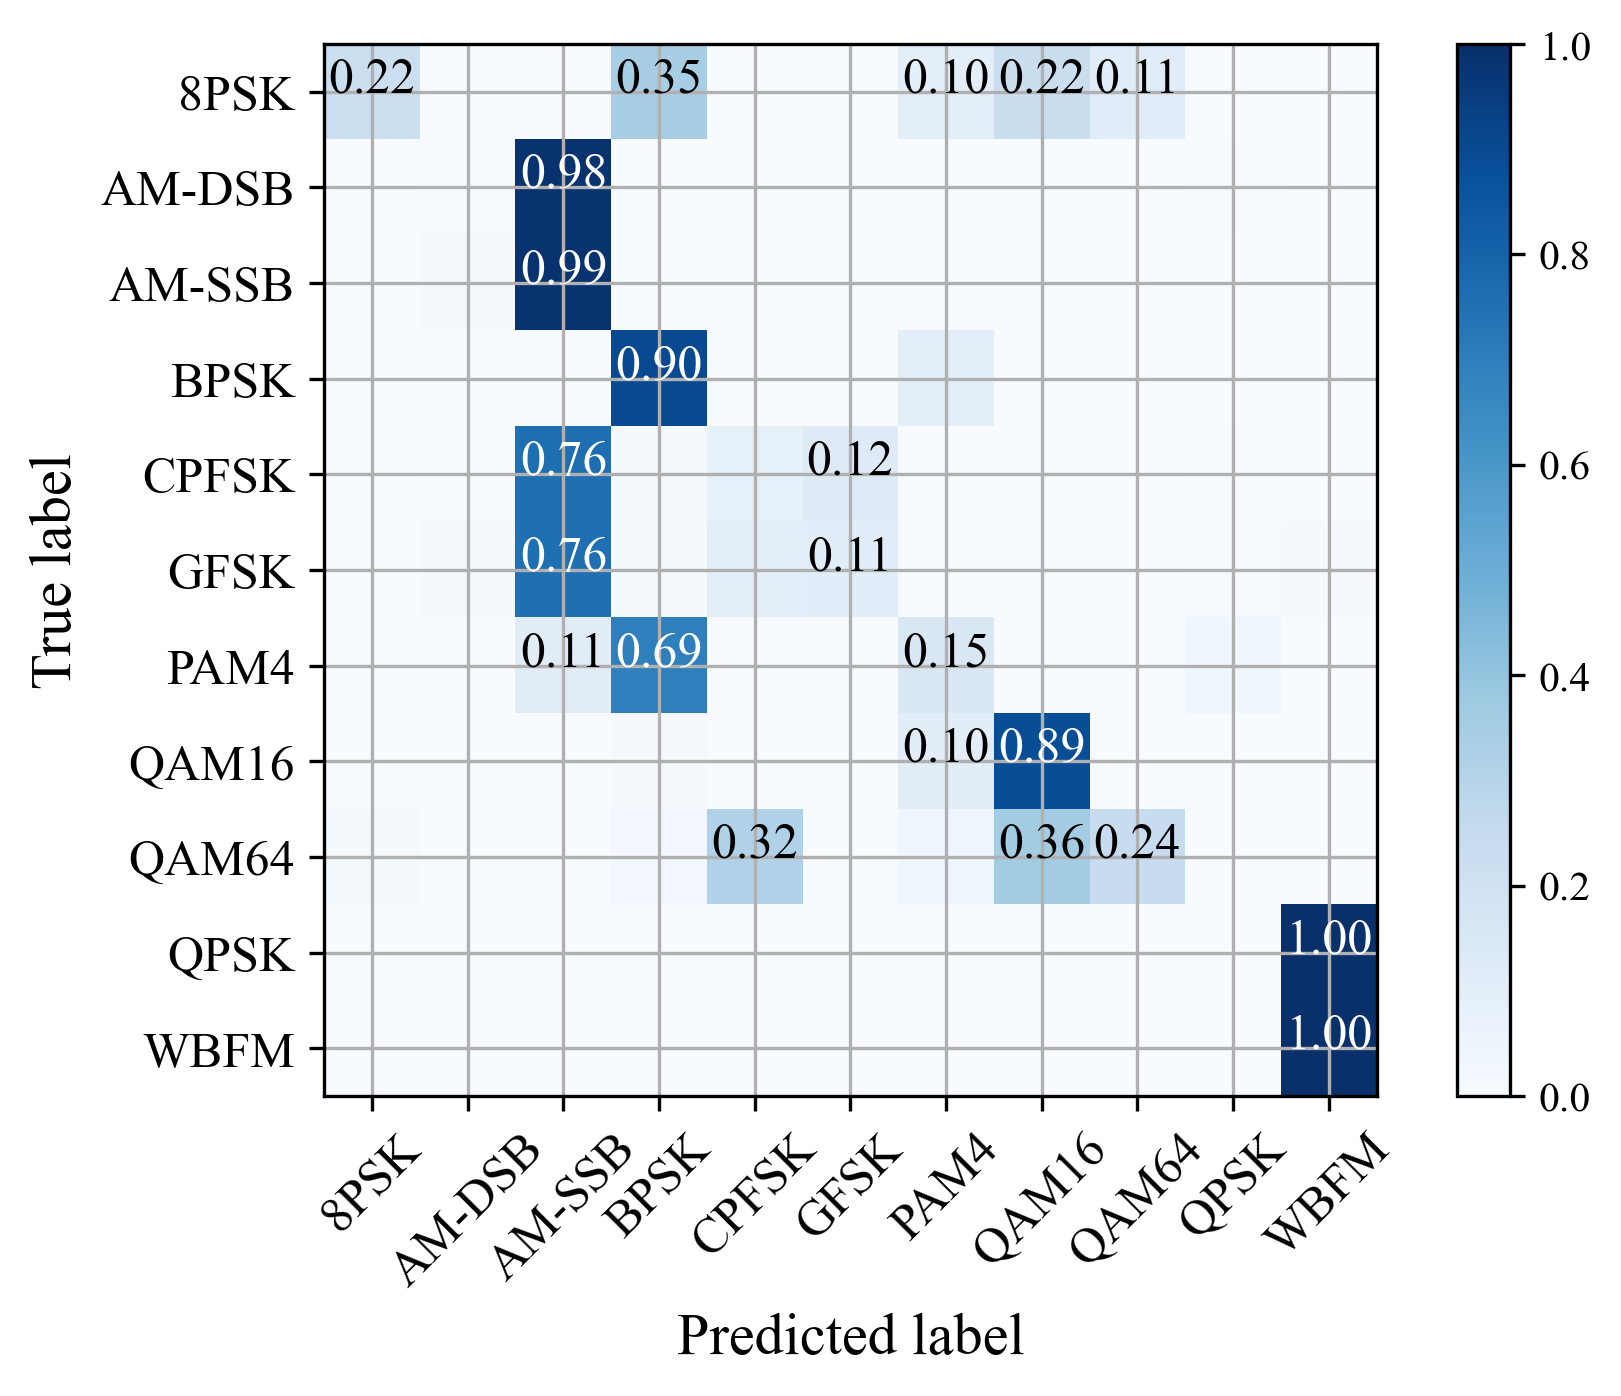 8PSK 0.22 0.35 0.10 0.22 0.11
AM-DSB 0.98
AM-SSB 0.99
BPSK 0.90
CPFSK 0.76 0.12
GFSK 0.76 0.11
PAM4 0.11 0.69 0.15
QAM16 0.10 0.89
QAM64 0.32 0.36 0.24
QPSK 1.00
WBFM 1.00
True label
8PSK AM-DSB AM-SSB BPSK CPFSK GFSK PAM4 QAM16 QAM64 QPSK WBFM
Predicted label
1.0
0.8
0.6
0.4
0.2
0.0